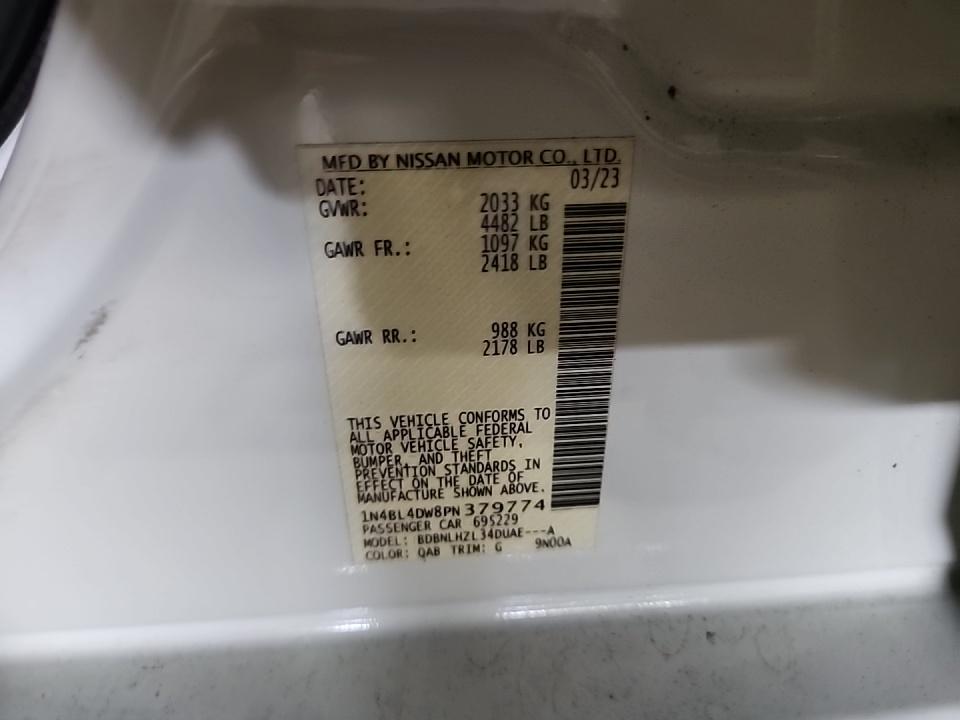 MFD BY NISSAN MOTOR CO., LTD.
DATE: 03/23
GVWR: 2033 KG
4482 LB
GAWR FR.: 1097 KG
2418 LB
GAWR RR.: 988 KG
2178 LB
THIS VEHICLE CONFORMS TO
ALL APPLICABLE FEDERAL
MOTOR VEHICLE SAFETY,
BUMPER, AND THEFT
PREVENTION STANDARDS IN
EFFECT ON THE DATE OF
MANUFACTURE SHOWN ABOVE.
1N4BL4DW8PN379774
PASSENGER CAR 695229
MODEL: BDBNLHZL34DUAE---A
COLOR: QAB TRIM: G 9N00A